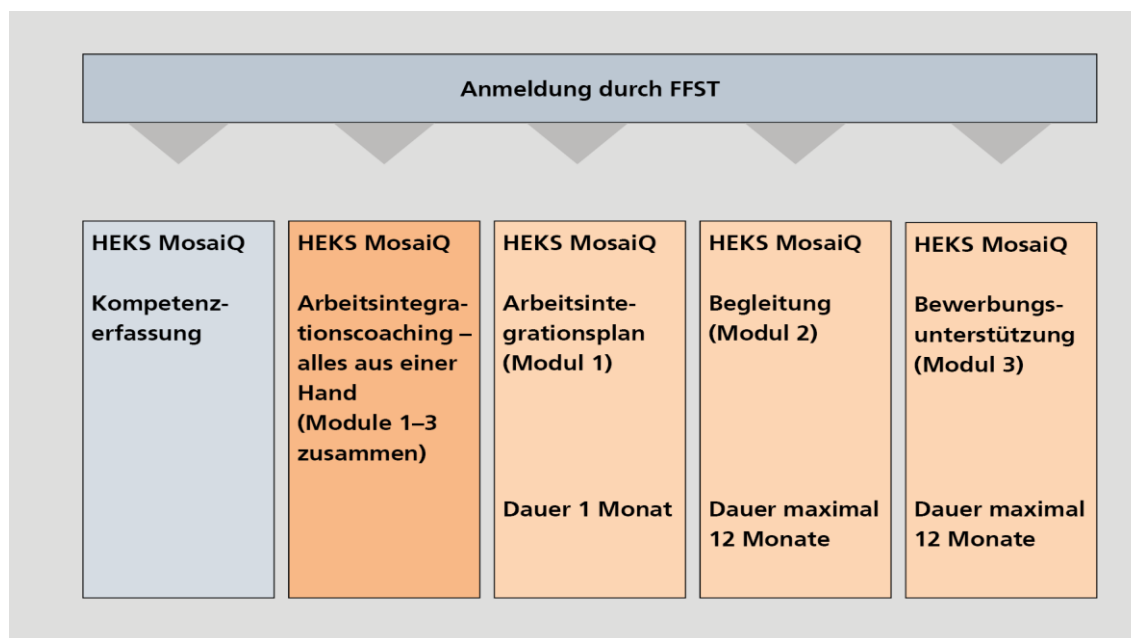 Anmeldung durch FFST
HEKS MosaiQ
Kompetenz-
erfassung
HEKS MosaiQ
Arbeitsintegra-
tionscoaching –
alles aus einer
Hand
(Module 1–3
zusammen)
HEKS MosaiQ
Arbeitsinte-
grationsplan
(Modul 1)
Dauer 1 Monat
HEKS MosaiQ
Begleitung
(Modul 2)
Dauer maximal
12 Monate
HEKS MosaiQ
Bewerbungs-
unterstützung
(Modul 3)
Dauer maximal
12 Monate